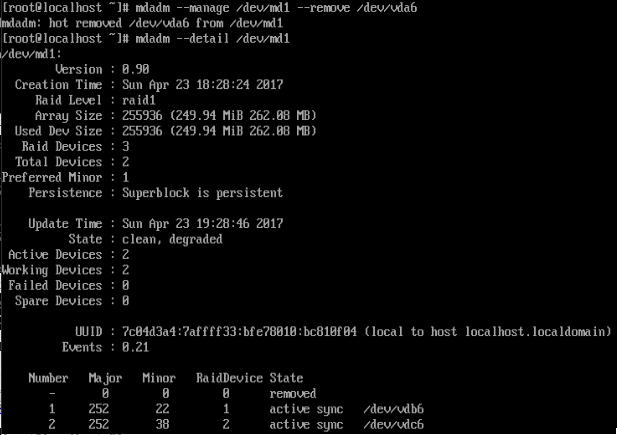 [root@localhost ~]# mdadm --manage /dev/md1 --remove /dev/vda6
mdadm: hot removed /dev/vda6 from /dev/md1
[root@localhost ~]# mdadm --detail /dev/md1
/dev/md1:
Version : 0.90
Creation Time : Sun Apr 23 18:28:24 2017
Raid Level : raid1
Array Size : 255936 (249.94 MiB 262.08 MB)
Used Dev Size : 255936 (249.94 MiB 262.08 MB)
Raid Devices : 3
Total Devices : 2
Preferred Minor : 1
Persistence : Superblock is persistent
Update Time : Sun Apr 23 19:28:46 2017
State : clean, degraded
Active Devices : 2
Working Devices : 2
Failed Devices : 0
Spare Devices : 0
UUID : 7c04d3a4:7affff33:bfe78010:bc810f04 (local to host localhost.localdomain)
Events : 0.21
Number Major Minor RaidDevice State
- 0 0 0 removed
1 252 22 1 active sync /dev/vdb6
2 252 38 2 active sync /dev/vdc6